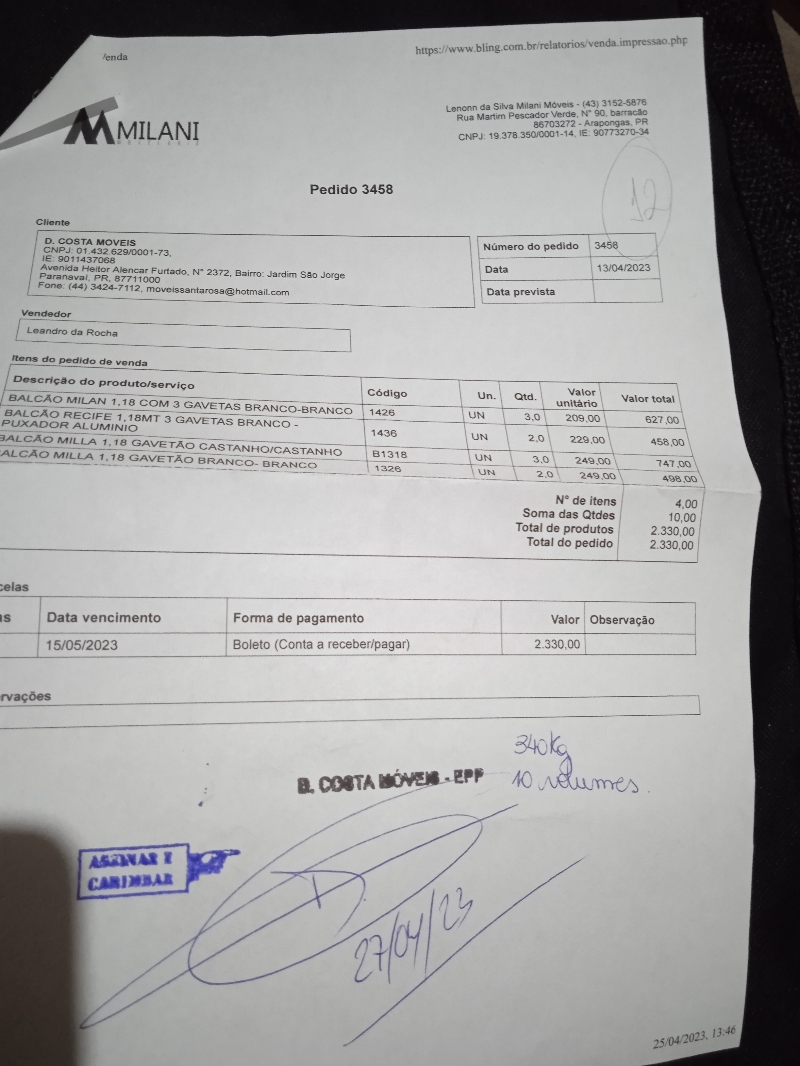 /enda
https://www.bling.com.br/relatorios/venda.impressao.php
MILANI
Lenonn da Silva Milani Móveis - (43) 3152-5876
Rua Martim Pescador Verde, N° 90, barracão
86703272 - Arapongas, PR
CNPJ: 19.378.350/0001-14, IE: 90773270-34
12
Pedido 3458
Cliente
D. COSTA MOVEIS
CNPJ: 01.432.629/0001-73,
IE: 9011437068
Avenida Heitor Alencar Furtado, N° 2372, Bairro: Jardim São Jorge
Paranavaí, PR, 87711000
Fone: (44) 3424-7112, moveissantarosa@hotmail.com
Número do pedido 3458
Data 13/04/2023
Data prevista
Vendedor
Leandro da Rocha
Itens do pedido de venda
Descrição do produto/serviço Código Un. Qtd. Valor unitário Valor total
BALCÃO MILAN 1,18 COM 3 GAVETAS BRANCO-BRANCO 1426 UN 3,0 209,00 627,00
BALCÃO RECIFE 1,18MT 3 GAVETAS BRANCO -
PUXADOR ALUMINIO 1436 UN 2,0 229,00 458,00
BALCÃO MILLA 1,18 GAVETÃO CASTANHO/CASTANHO B1318 UN 3,0 249,00 747,00
ALCÃO MILLA 1,18 GAVETÃO BRANCO- BRANCO 1326 UN 2,0 249,00 498,00
N° de itens 4,00
Soma das Qtdes 10,00
Total de produtos 2.330,00
Total do pedido 2.330,00
celas
as Data vencimento Forma de pagamento Valor Observação
15/05/2023 Boleto (Conta a receber/pagar) 2.330,00
rvações
340kg
D. COSTA MÓVEIS - EPP 10 volumes.
ASSINAR E
CARIMBAR
27/04/23
25/04/2023, 13:46